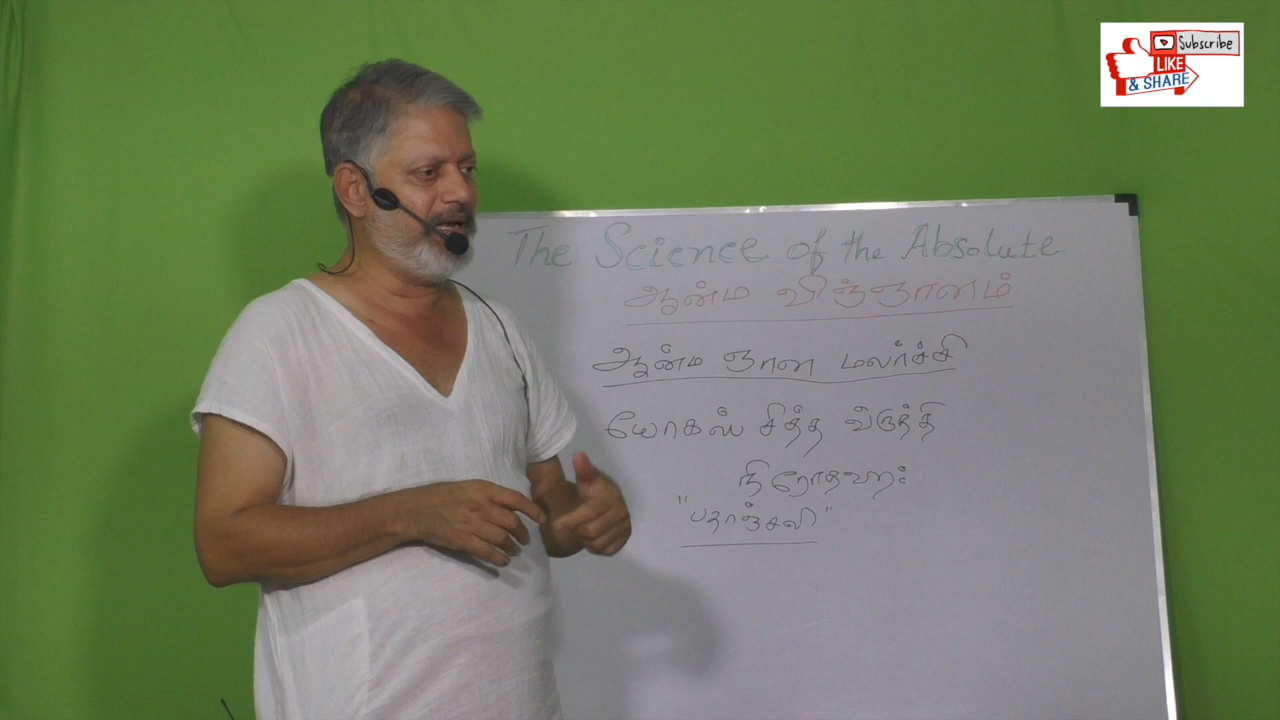 Subscribe
LIKE
& SHARE
The Science of the Absolute
ஆன்ம விஞ்ஞானம்
ஆன்ம ஞான மலர்ச்சி
யோகஸ் சித்த விருத்தி
நிரோதஹ:
"பதாஞ்சலி"